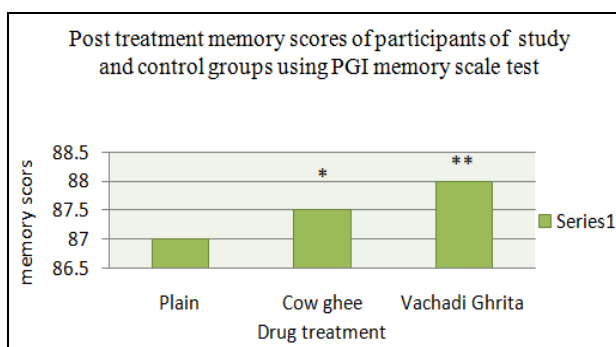 Post treatment memory scores of participants of study
and control groups using PGI memory scale test
88.5
88
87.5
87
86.5
memory scors
*
**
Series1
Plain
Cow ghee
Vachadi Ghrita
Drug treatment